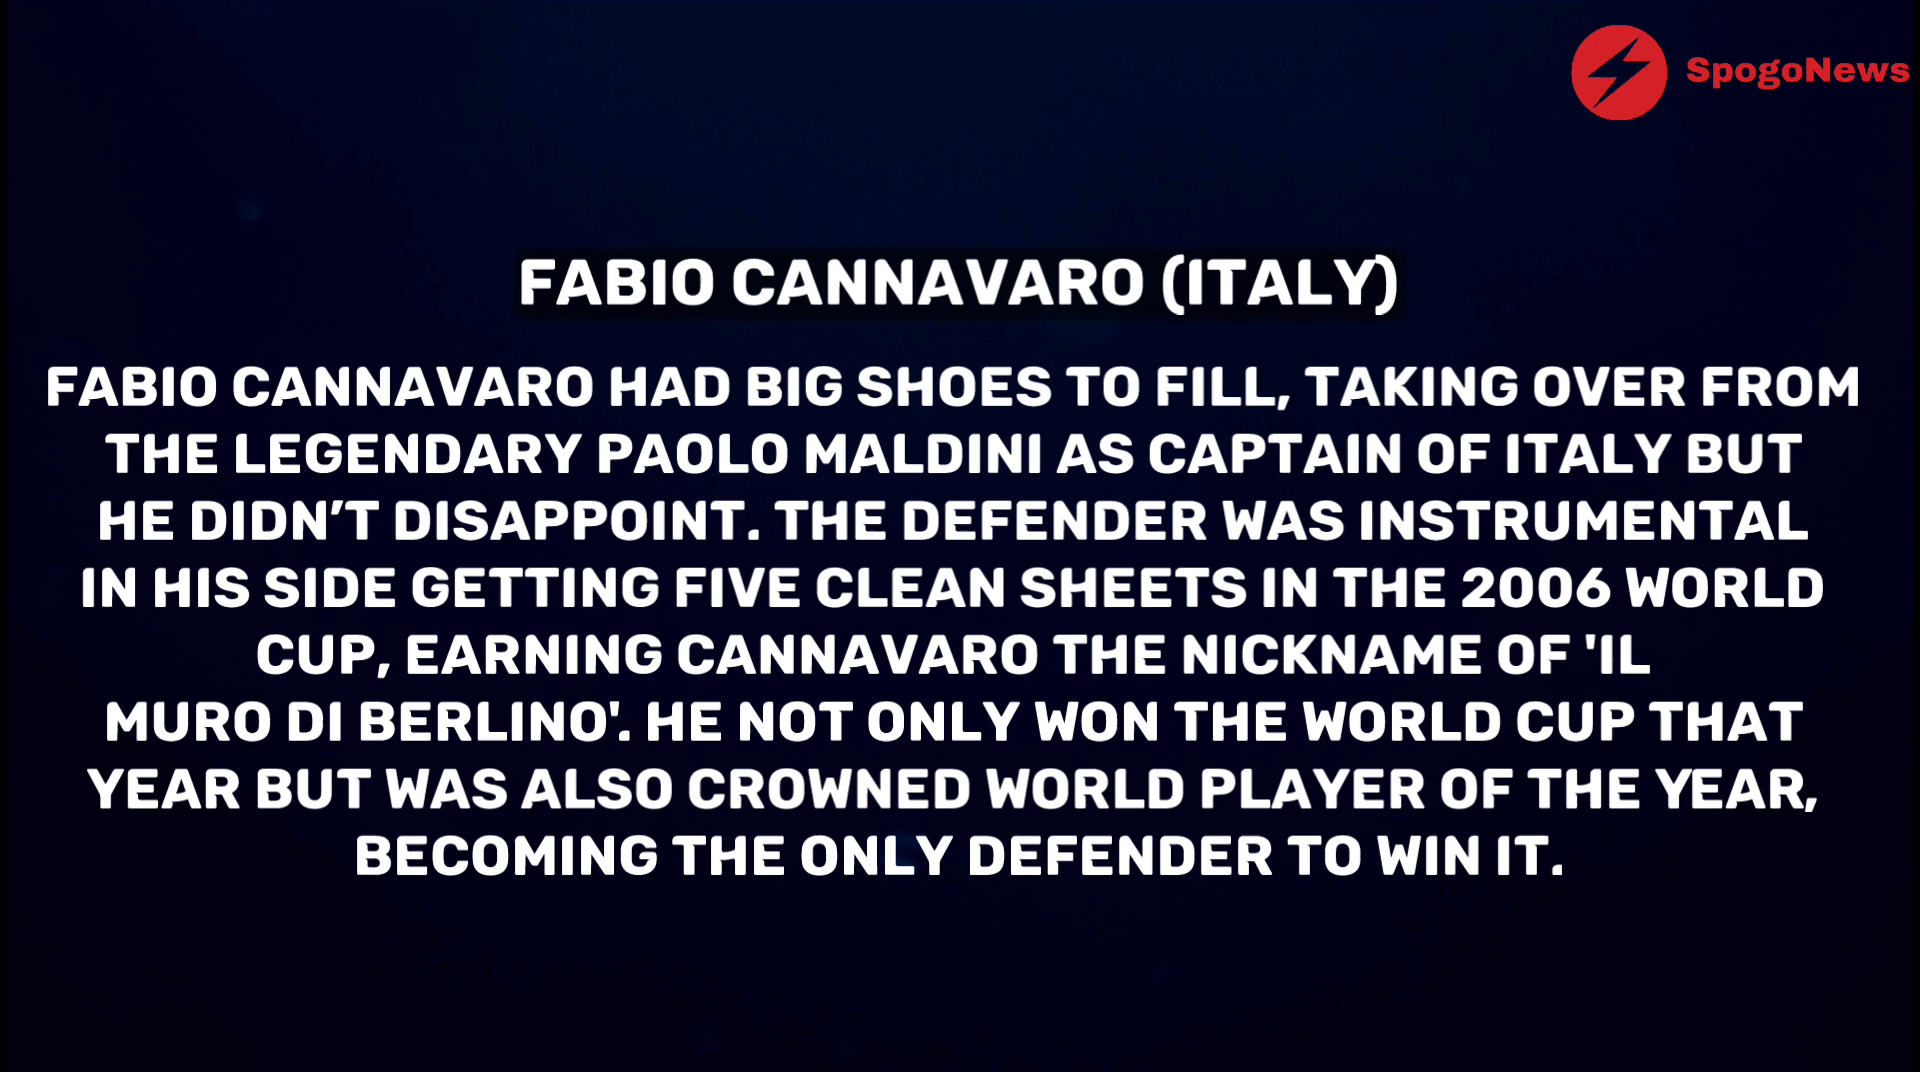 SpogoNews
FABIO CANNAVARO (ITALY)
FABIO CANNAVARO HAD BIG SHOES TO FILL, TAKING OVER FROM
THE LEGENDARY PAOLO MALDINI AS CAPTAIN OF ITALY BUT
HE DIDN’T DISAPPOINT. THE DEFENDER WAS INSTRUMENTAL
IN HIS SIDE GETTING FIVE CLEAN SHEETS IN THE 2006 WORLD
CUP, EARNING CANNAVARO THE NICKNAME OF 'IL
MURO DI BERLINO'. HE NOT ONLY WON THE WORLD CUP THAT
YEAR BUT WAS ALSO CROWNED WORLD PLAYER OF THE YEAR,
BECOMING THE ONLY DEFENDER TO WIN IT.